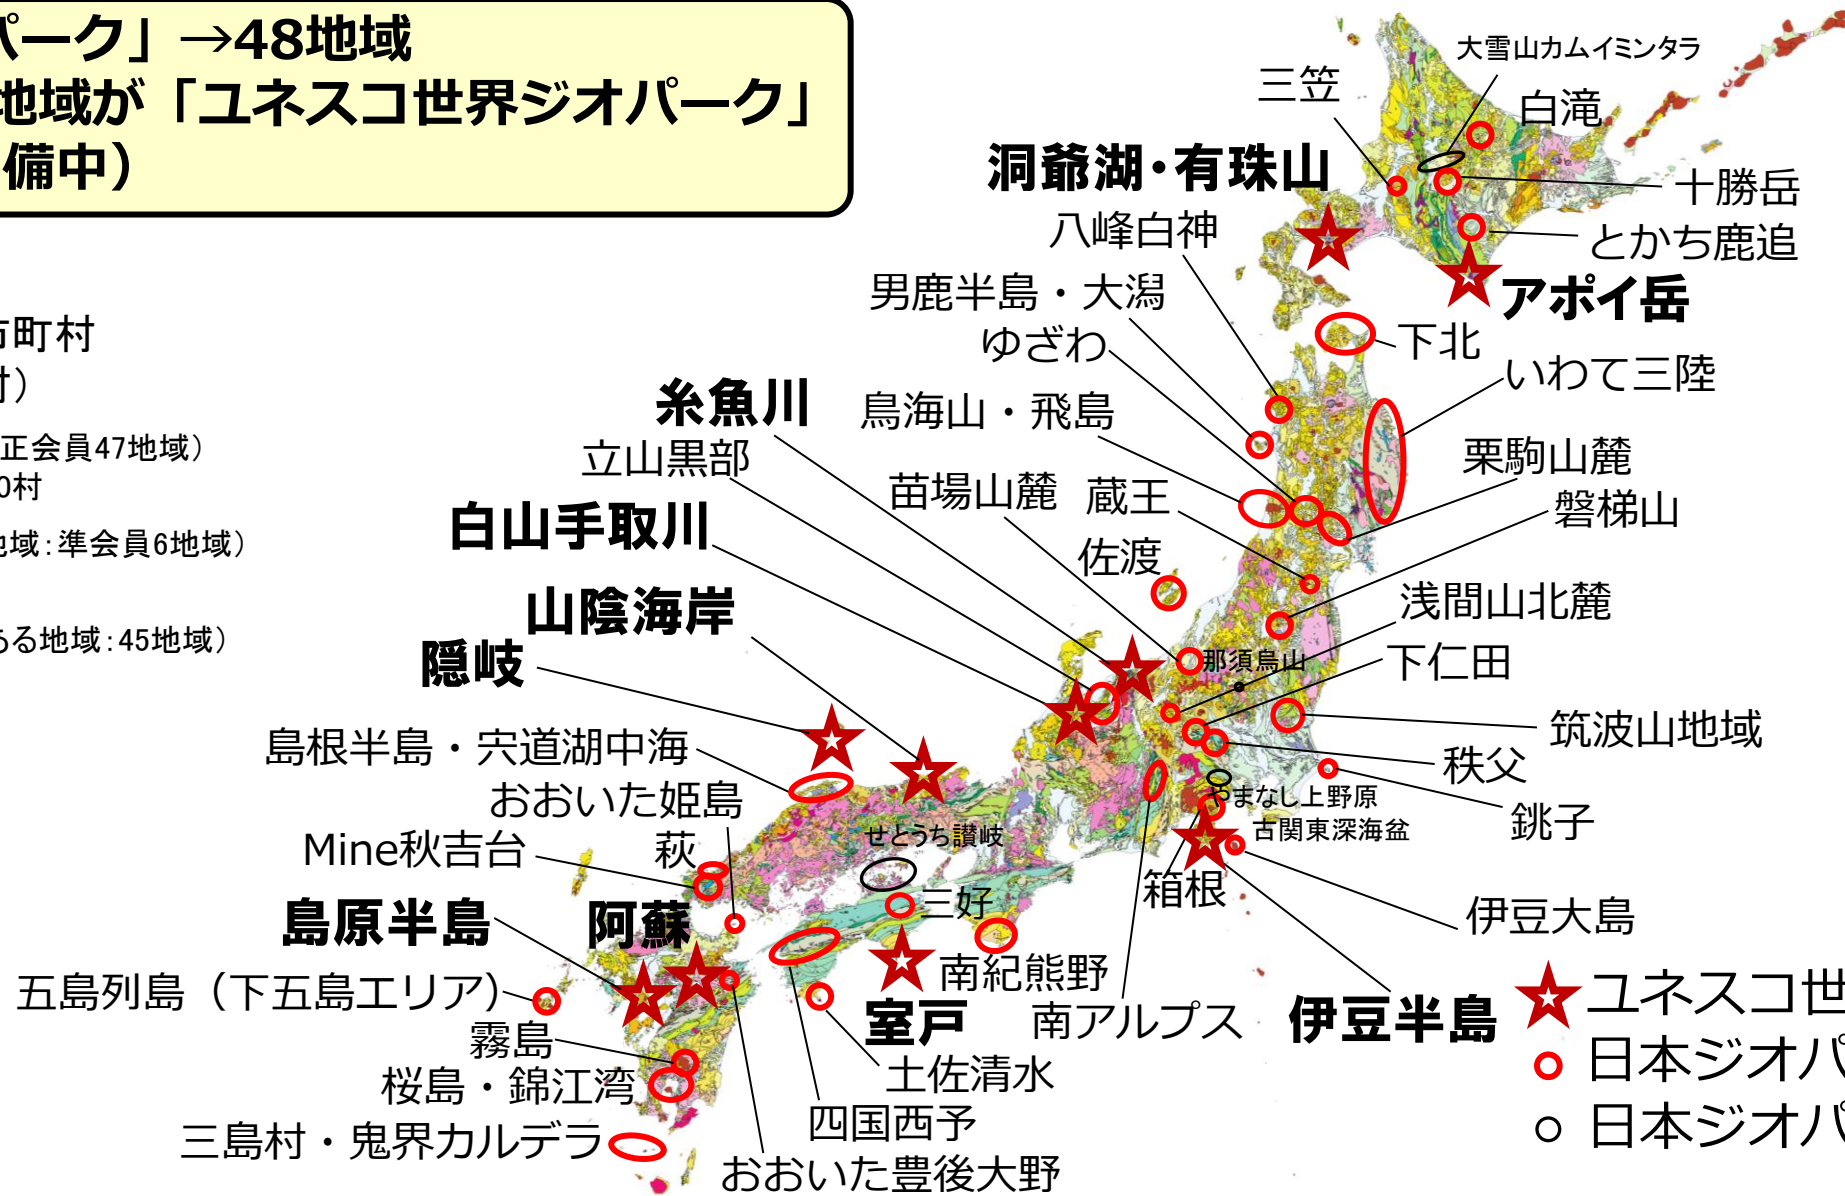 パーク」→48地域
地域が「ユネスコ世界ジオパーク」
備中）
市町村
村）
正会員47地域）
0村
地域：準会員6地域）
ある地域：45地域）
大雪山カムイミンタラ
三笠
白滝
洞爺湖・有珠山
十勝岳
八峰白神
とかち鹿追
男鹿半島・大潟
アポイ岳
ゆざわ
下北
いわて三陸
糸魚川
鳥海山・飛島
立山黒部
栗駒山麓
苗場山麓
蔵王
白山手取川
磐梯山
佐渡
山陰海岸
浅間山北麓
隠岐
那須烏山
下仁田
島根半島・宍道湖中海
筑波山地域
秩父
おおいた姫島
やまなし上野原
銚子
せとうち讃岐
古関東深海盆
Mine秋吉台
萩
箱根
三好
島原半島
阿蘇
伊豆大島
五島列島（下五島エリア）
南紀熊野
室戸
南アルプス
伊豆半島
ユネスコ世
霧島
日本ジオパ
桜島・錦江湾
土佐清水
四国西予
日本ジオパ
三島村・鬼界カルデラ
おおいた豊後大野